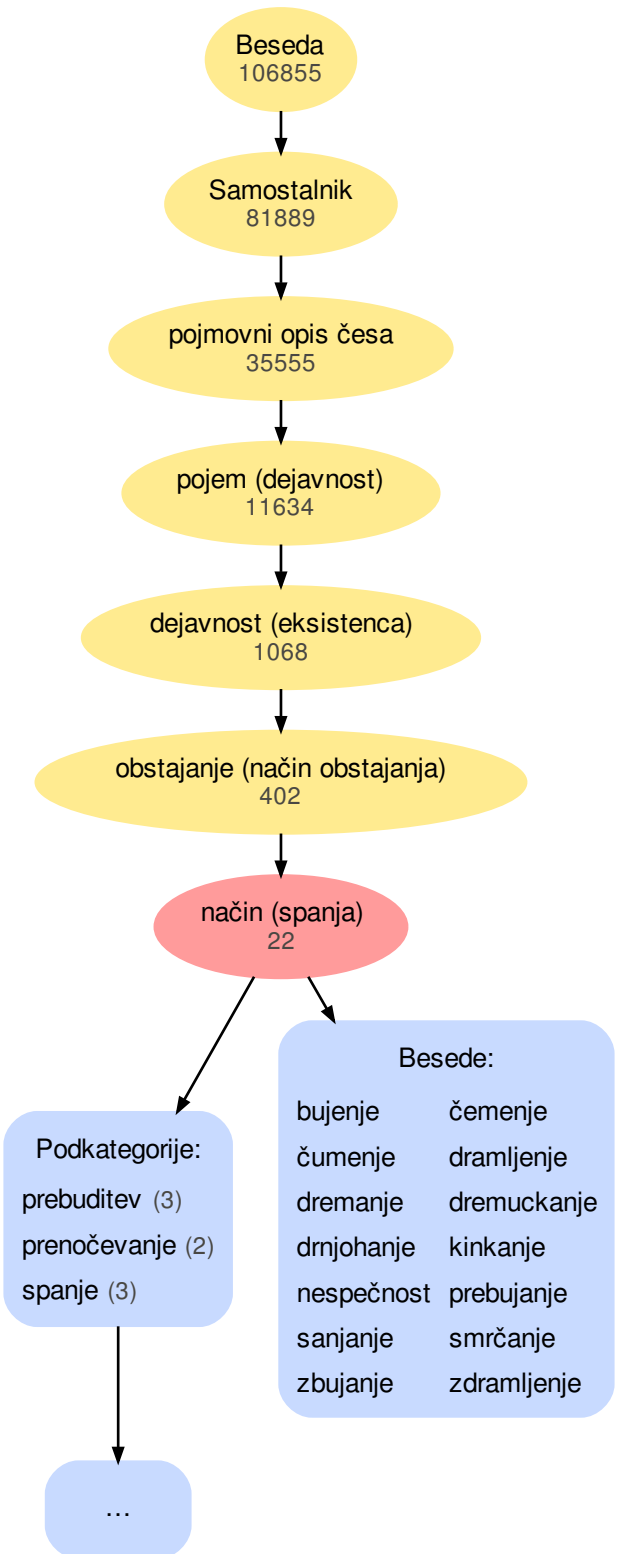 Beseda
106855
Samostalnik
81889
pojmovni opis česa
35555
pojem (dejavnost)
11634
dejavnost (eksistenca)
1068
obstajanje (način obstajanja)
402
način (spanja)
22
Podkategorije:
prebuditev (3)
prenočevanje (2)
spanje (3)
Besede:
bujenje čemenje
čumenje dramljenje
dremanje dremuckanje
drnjohanje kinkanje
nespečnost prebujanje
sanjanje smrčanje
zbujanje zdramljenje
...